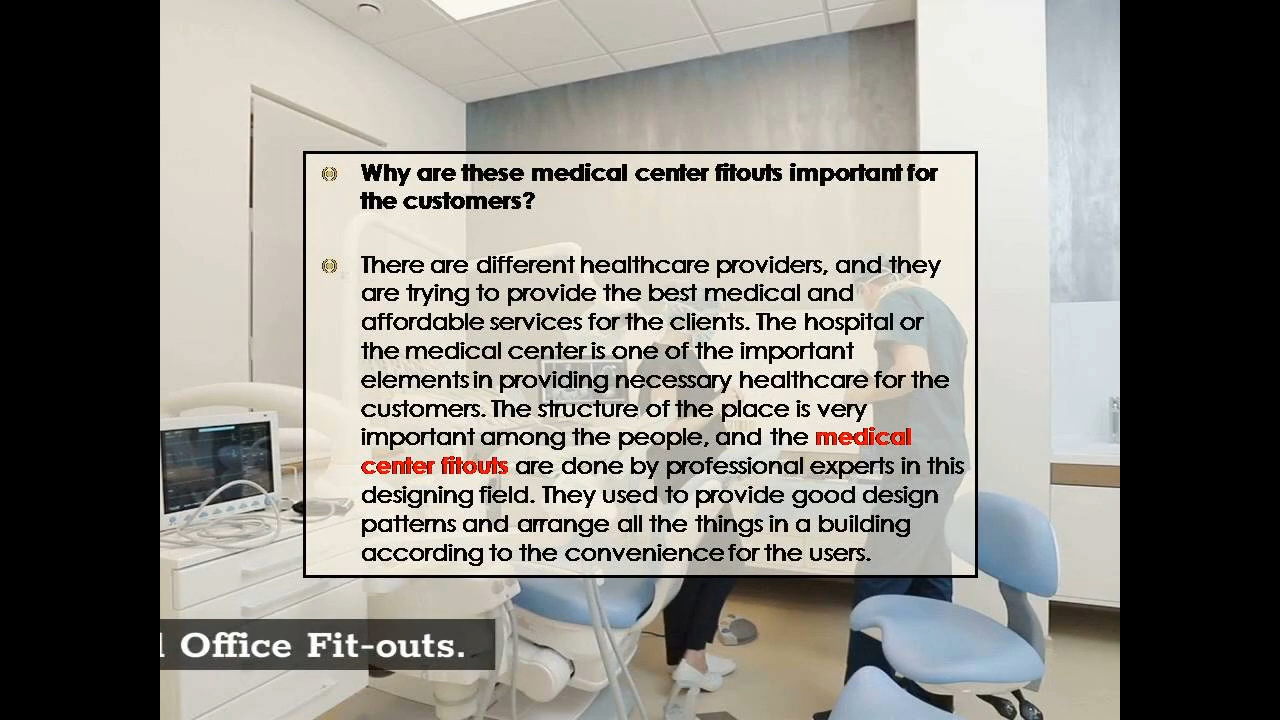 Why are these medical center fitouts important for
the customers?
There are different healthcare providers, and they
are trying to provide the best medical and
affordable services for the clients. The hospital or
the medical center is one of the important
elements in providing necessary healthcare for the
customers. The structure of the place is very
important among the people, and the medical
center fitouts are done by professional experts in this
designing field. They used to provide good design
patterns and arrange all the things in a building
according to the convenience for the users.
Office Fit-outs.